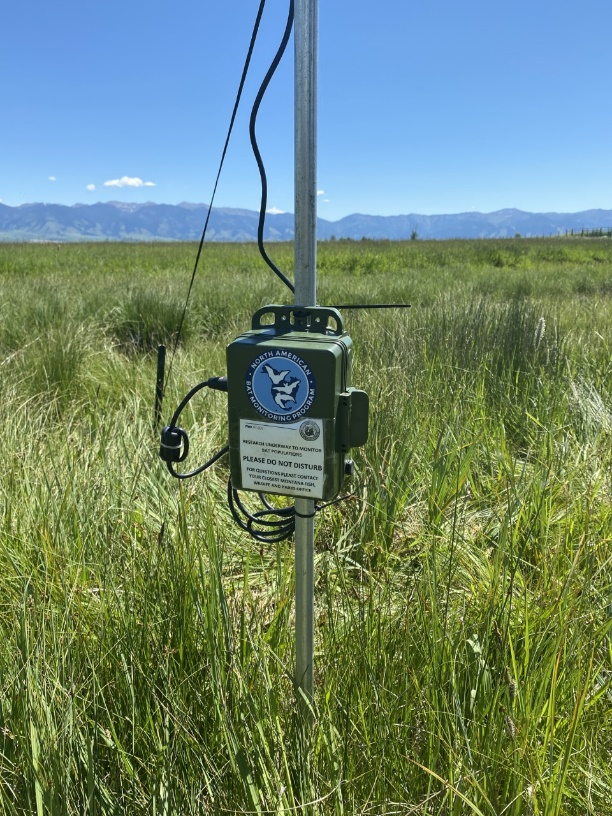 NORTH AMERICAN
BAT MONITORING PROGRAM
RESEARCH UNDERWAY TO MONITOR
BAT POPULATIONS
PLEASE DO NOT DISTURB
FOR QUESTIONS PLEASE CONTACT
YOUR CLOSEST MONTANA FISH,
WILDLIFE AND PARKS OFFICE